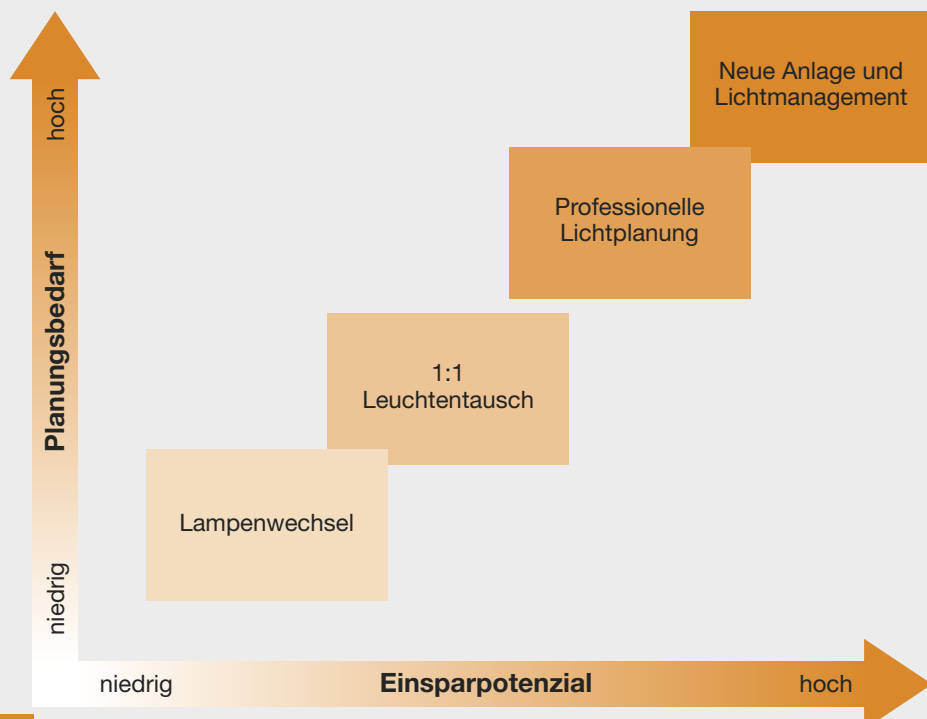 hoch
Planungsbedarf
niedrig
Neue Anlage und
Lichtmanagement
Professionelle
Lichtplanung
1:1
Leuchtentausch
Lampenwechsel
niedrig
Einsparpotenzial
hoch